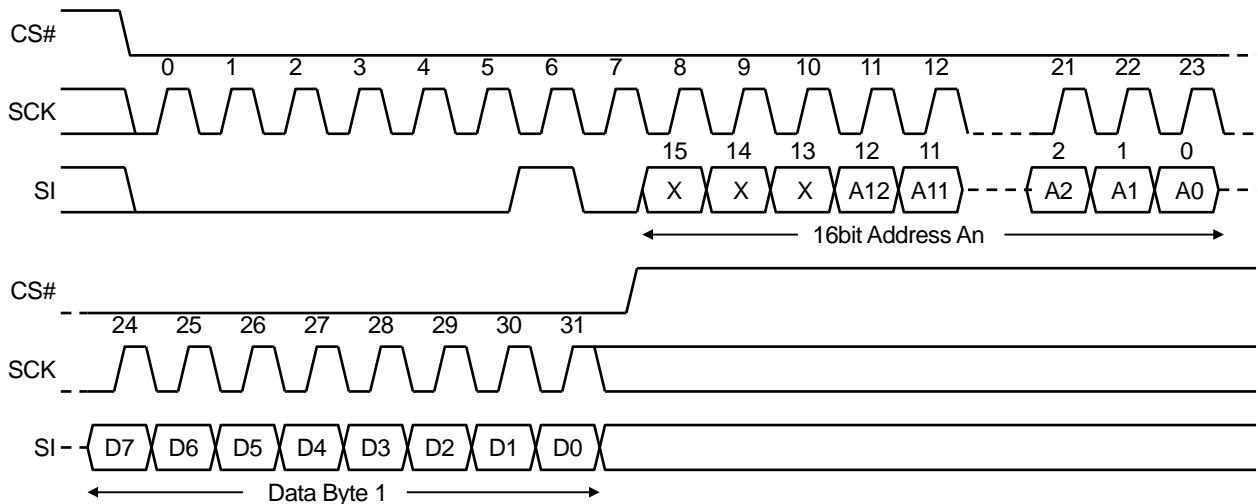 CS#
0 1 2 3 4 5 6 7 8 9 10 11 12 21 22 23
SCK
15 14 13 12 11 2 1 0
SI X X X A12 A11 A2 A1 A0
16bit Address An
CS#
24 25 26 27 28 29 30 31
SCK
SI D7 D6 D5 D4 D3 D2 D1 D0
Data Byte 1